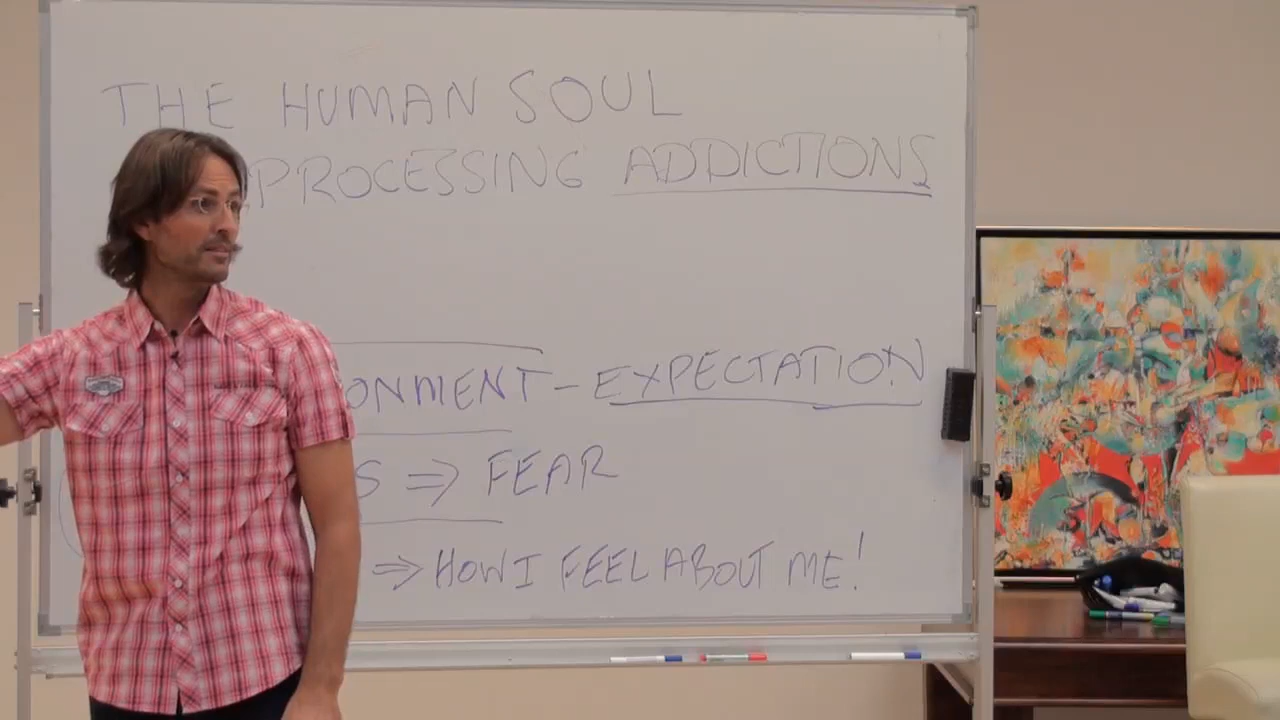 THE HUMAN SOUL
PROCESSING ADDICTIONS
ONMENT - EXPECTATION
S ⇒ FEAR
⇒ HOW I FEEL ABOUT ME!